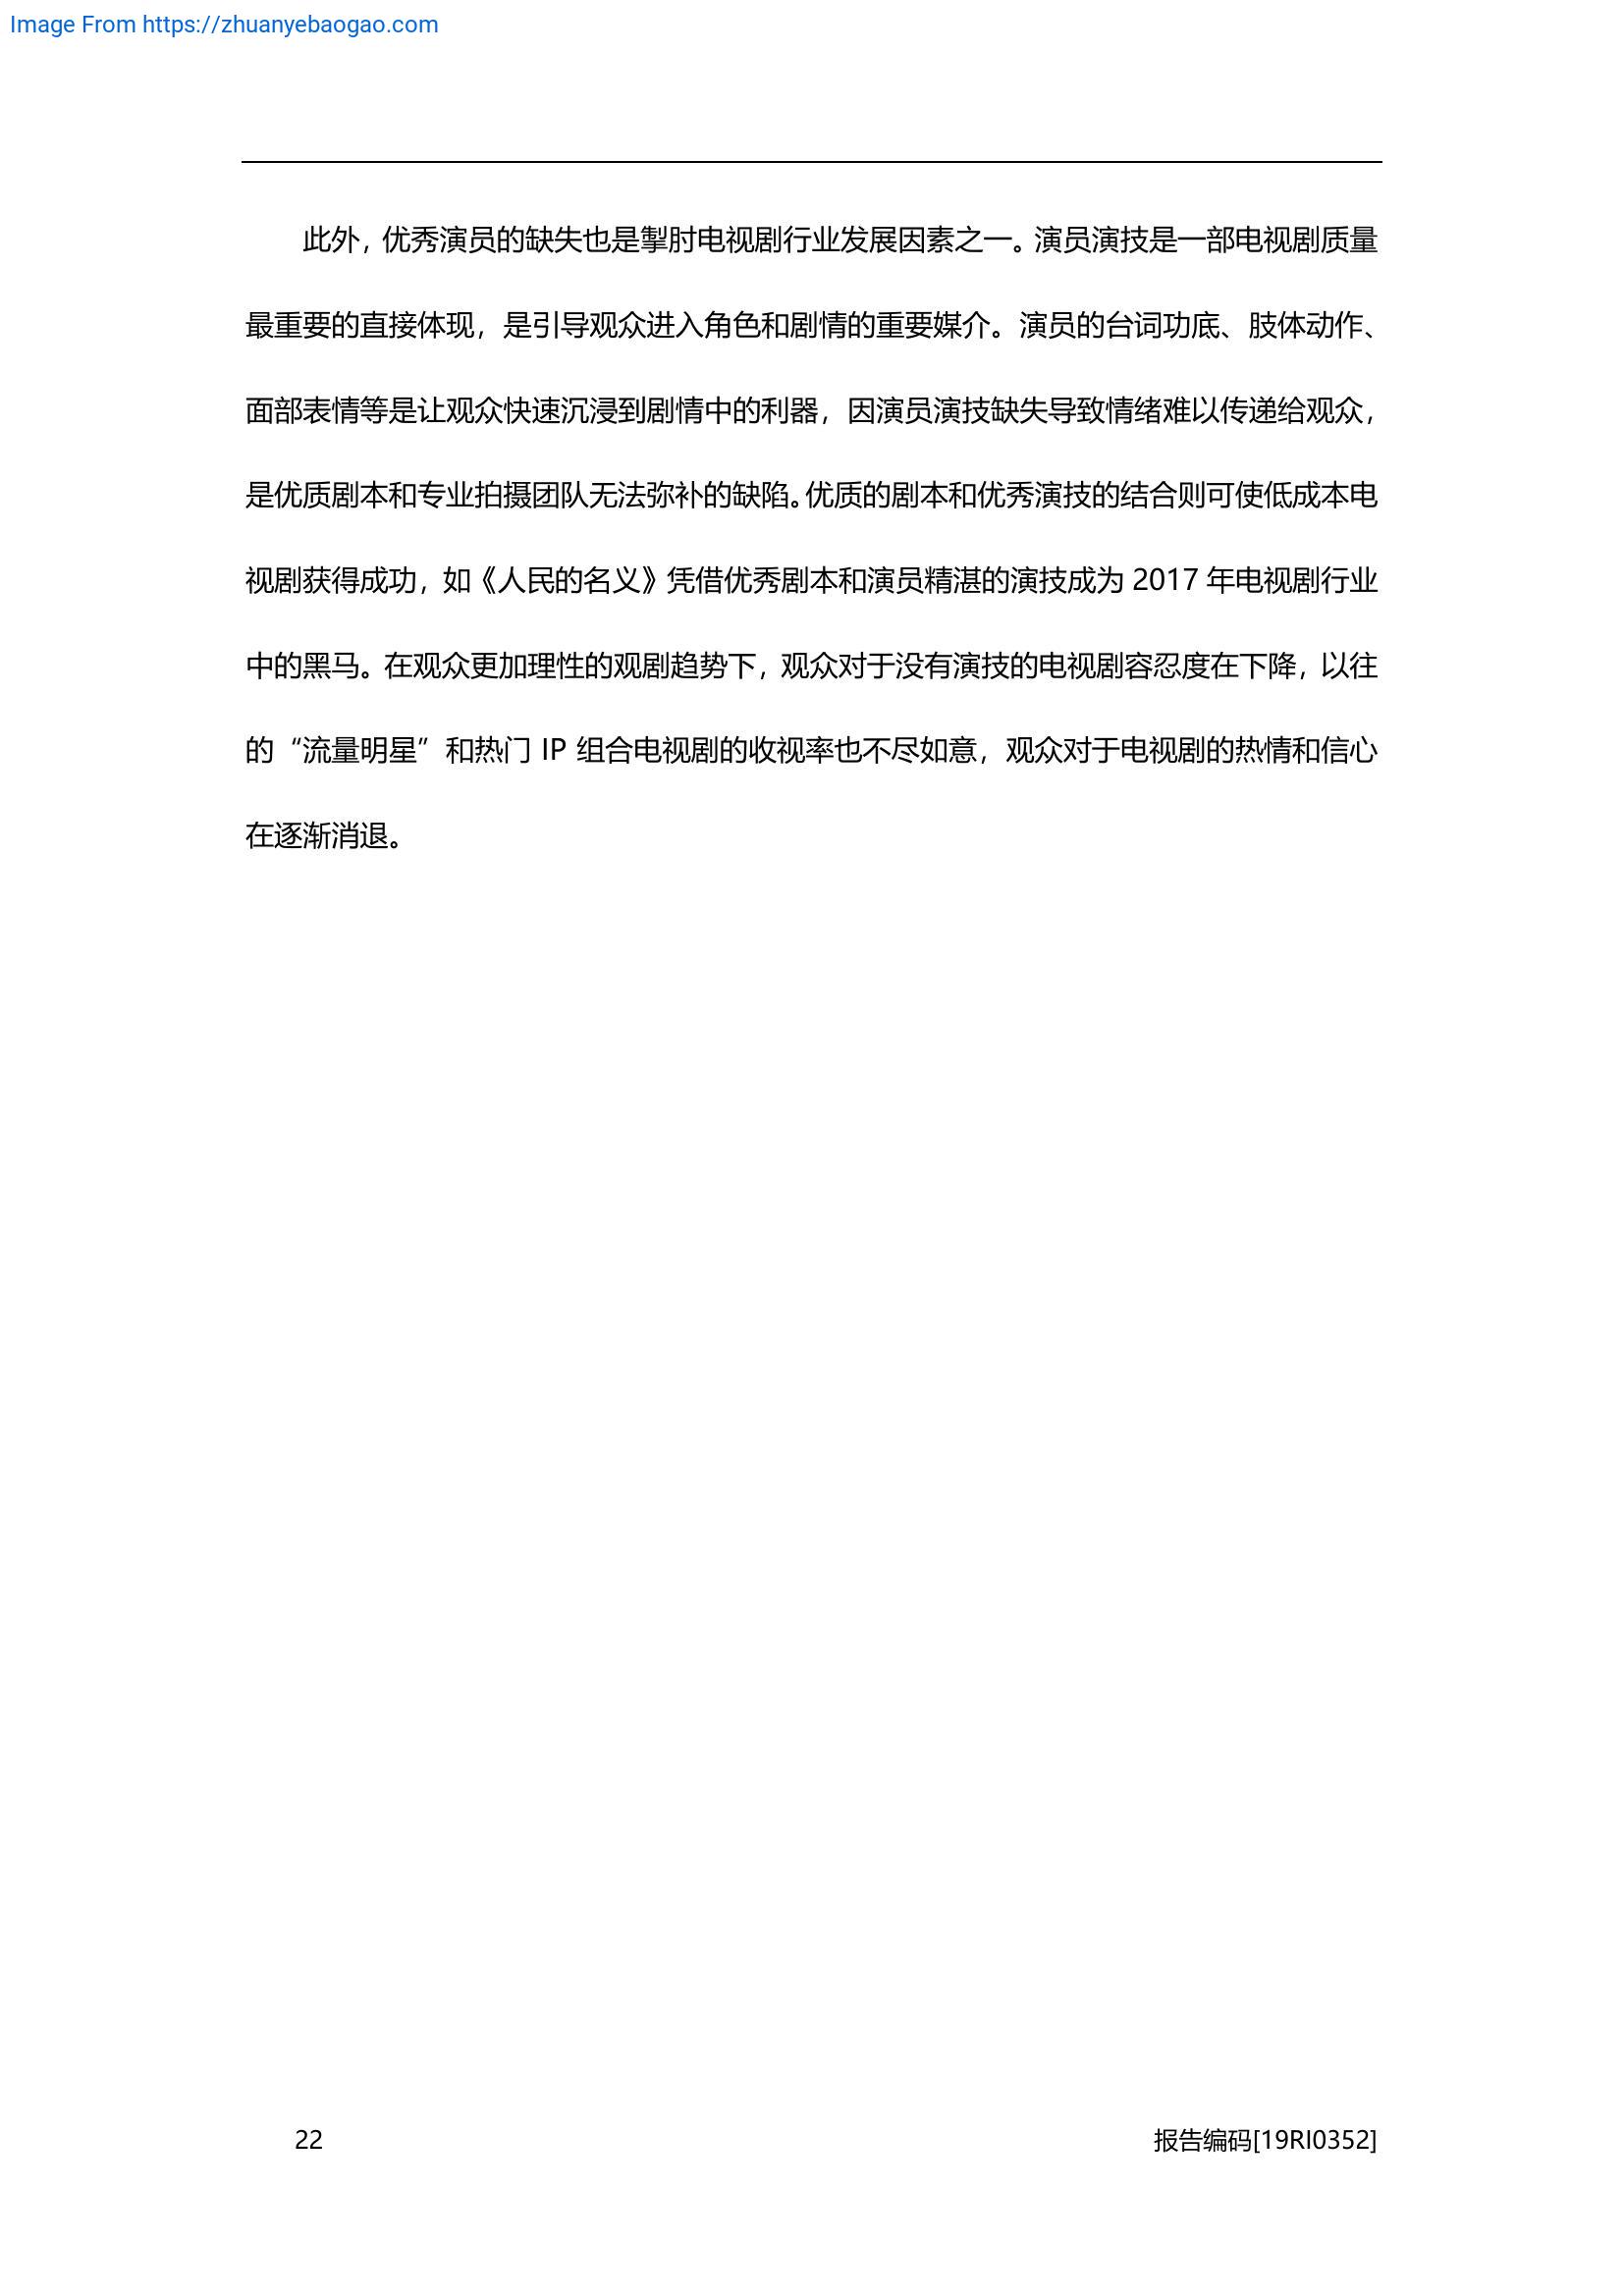 Image From https://zhuanyebaogao.com
此外，优秀演员的缺失也是掣肘电视剧行业发展因素之一。演员演技是一部电视剧质量
最重要的直接体现，是引导观众进入角色和剧情的重要媒介。演员的台词功底、肢体动作、
面部表情等是让观众快速沉浸到剧情中的利器，因演员演技缺失导致情绪难以传递给观众，
是优质剧本和专业拍摄团队无法弥补的缺陷。优质的剧本和优秀演技的结合则可使低成本电
视剧获得成功，如《人民的名义》凭借优秀剧本和演员精湛的演技成为 2017 年电视剧行业
中的黑马。在观众更加理性的观剧趋势下，观众对于没有演技的电视剧容忍度在下降，以往
的“流量明星”和热门 IP 组合电视剧的收视率也不尽如意，观众对于电视剧的热情和信心
在逐渐消退。
22 报告编码[19RI0352]